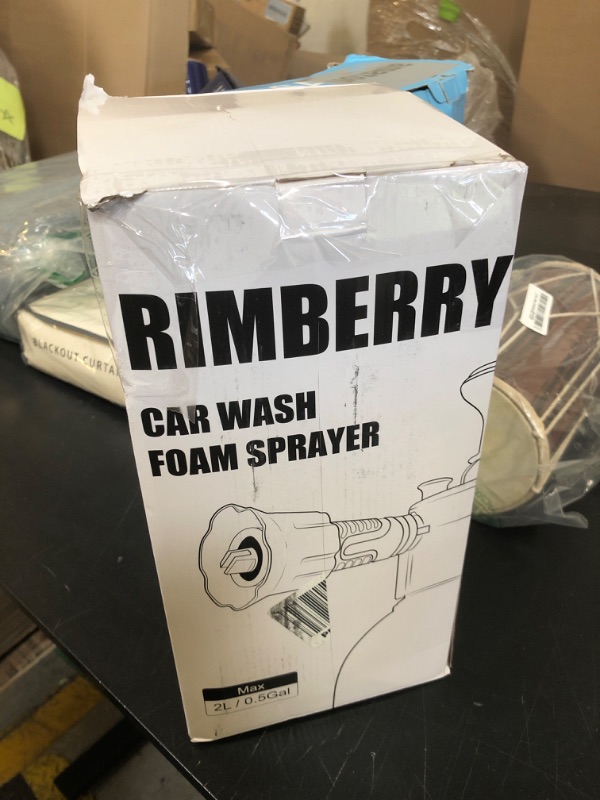 RIMBERRY
CAR WASH
FOAM SPRAYER
Max
2L / 0.5Gal
BLACKOUT CURTA